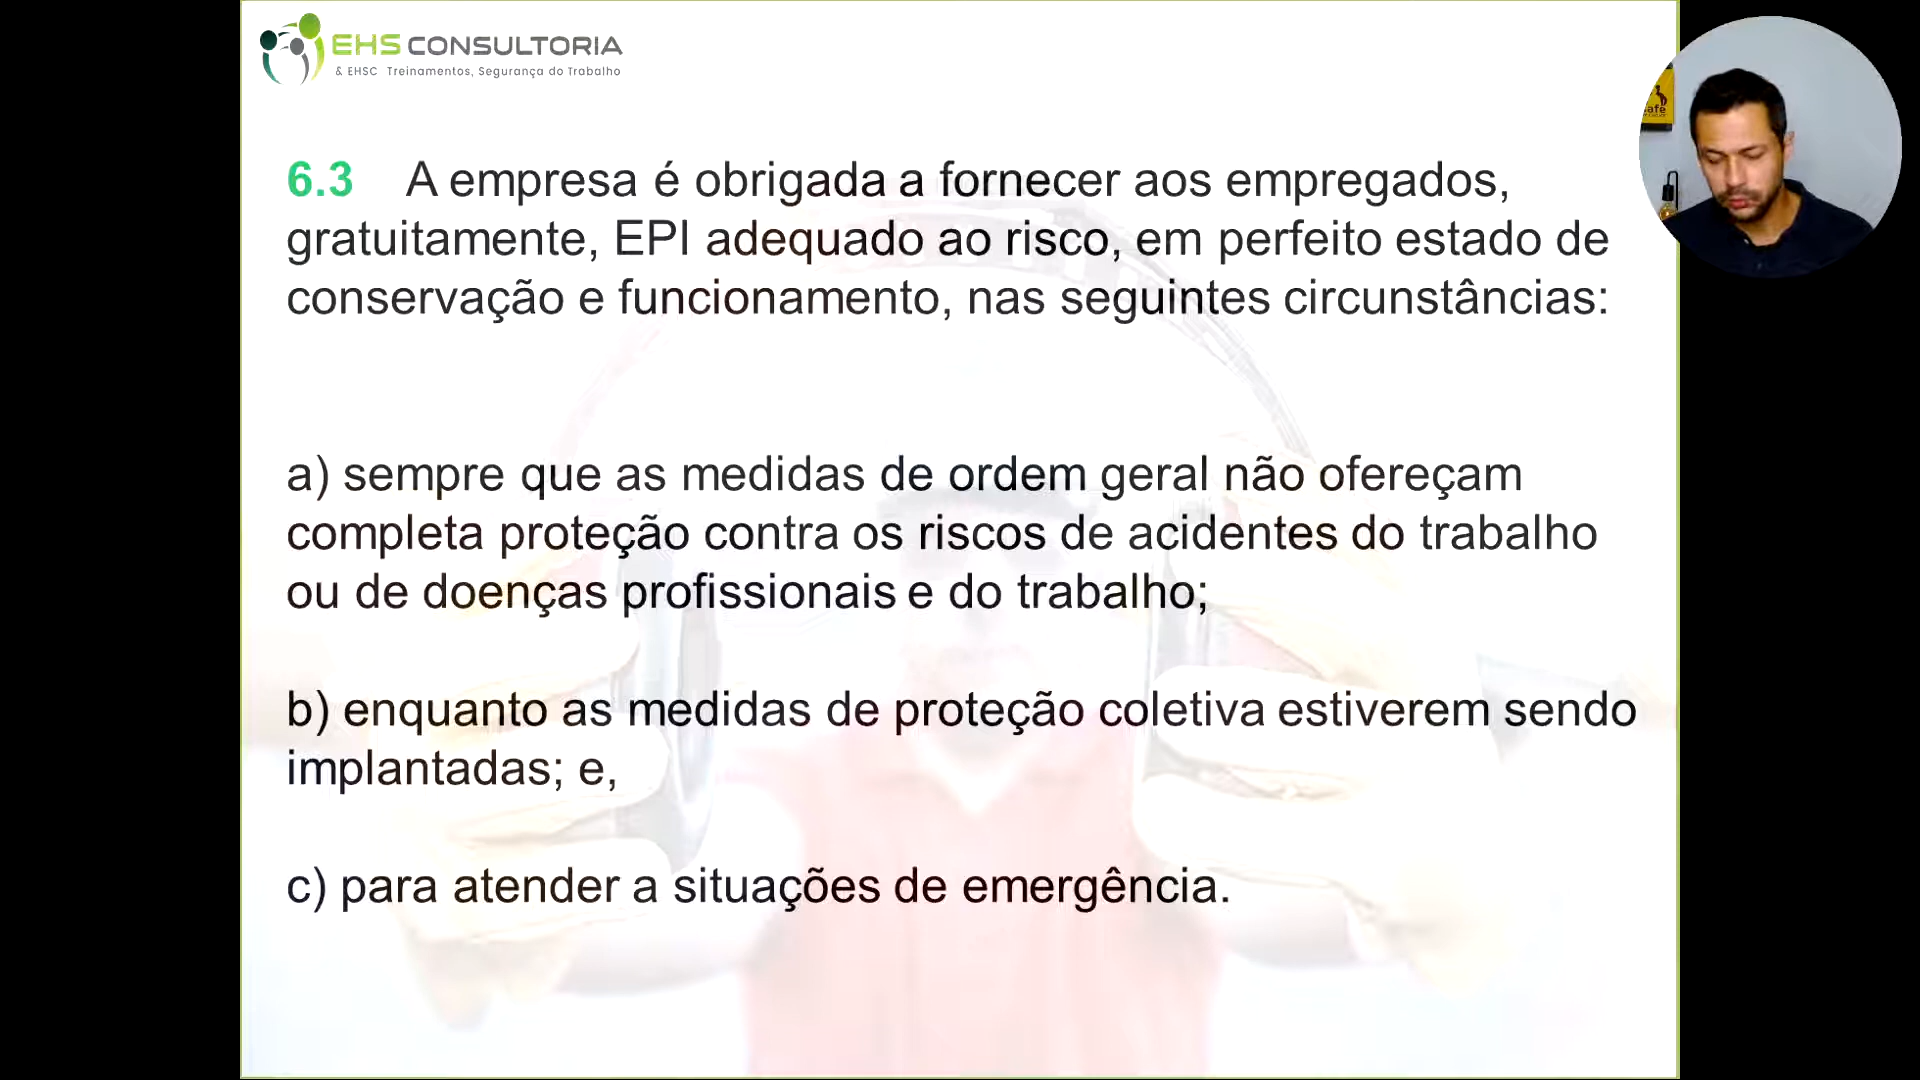 EHS CONSULTORIA
& EHSC Treinamentos, Segurança do Trabalho
6.3 A empresa é obrigada a fornecer aos empregados,
gratuitamente, EPI adequado ao risco, em perfeito estado de
conservação e funcionamento, nas seguintes circunstâncias:
a) sempre que as medidas de ordem geral não ofereçam
completa proteção contra os riscos de acidentes do trabalho
ou de doenças profissionais e do trabalho;
b) enquanto as medidas de proteção coletiva estiverem sendo
implantadas; e,
c) para atender a situações de emergência.